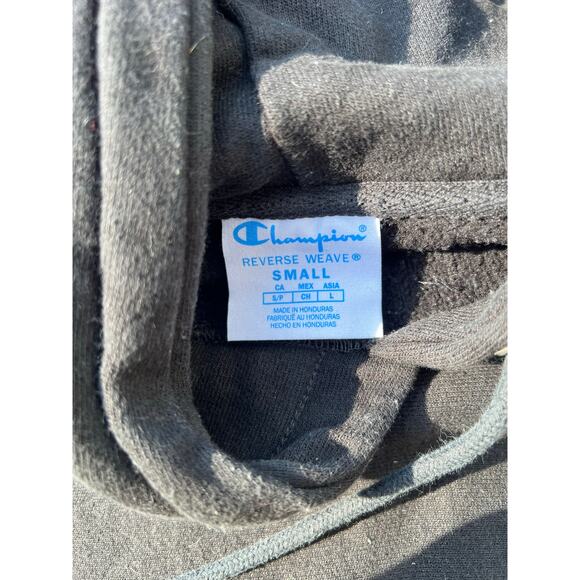 Champion®
REVERSE WEAVE®
SMALL
CA MEX ASIA
S/P CH L
MADE IN HONDURAS
FABRIQUÉ AU HONDURAS
HECHO EN HONDURAS